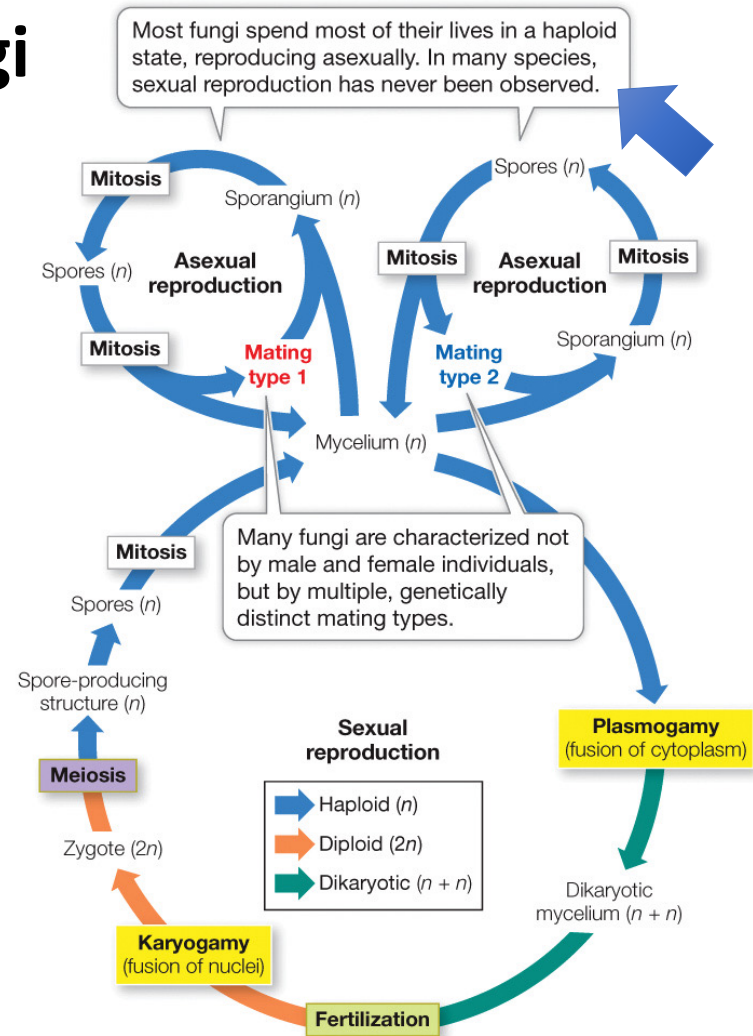 gi
Most fungi spend most of their lives in a haploid
state, reproducing asexually. In many species,
sexual reproduction has never been observed.
Mitosis
Sporangium (n)
Spores (n)
Asexual
reproduction
Mitosis
Mating
type 1
Spores (n)
Mitosis
Asexual
reproduction
Mitosis
Sporangium (n)
Mating
type 2
Mycelium (n)
Many fungi are characterized not
by male and female individuals,
but by multiple, genetically
distinct mating types.
Mitosis
Spores (n)
Spore-producing
structure (n)
Meiosis
Zygote (2n)
Karyogamy
(fusion of nuclei)
Sexual
reproduction
Haploid (n)
Diploid (2n)
Dikaryotic (n + n)
Plasmogamy
(fusion of cytoplasm)
Dikaryotic
mycelium (n + n)
Fertilization